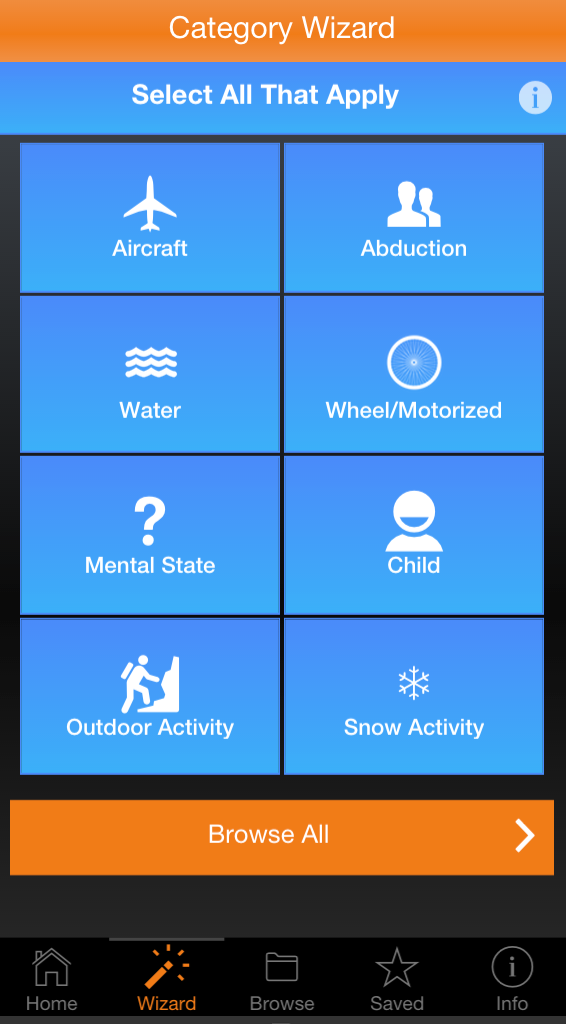 Category Wizard
Select All That Apply
i
Aircraft
Abduction
Water
Wheel/Motorized
?
Mental State
Child
Outdoor Activity
Snow Activity
Browse All
i
Home
Wizard
Browse
Saved
Info